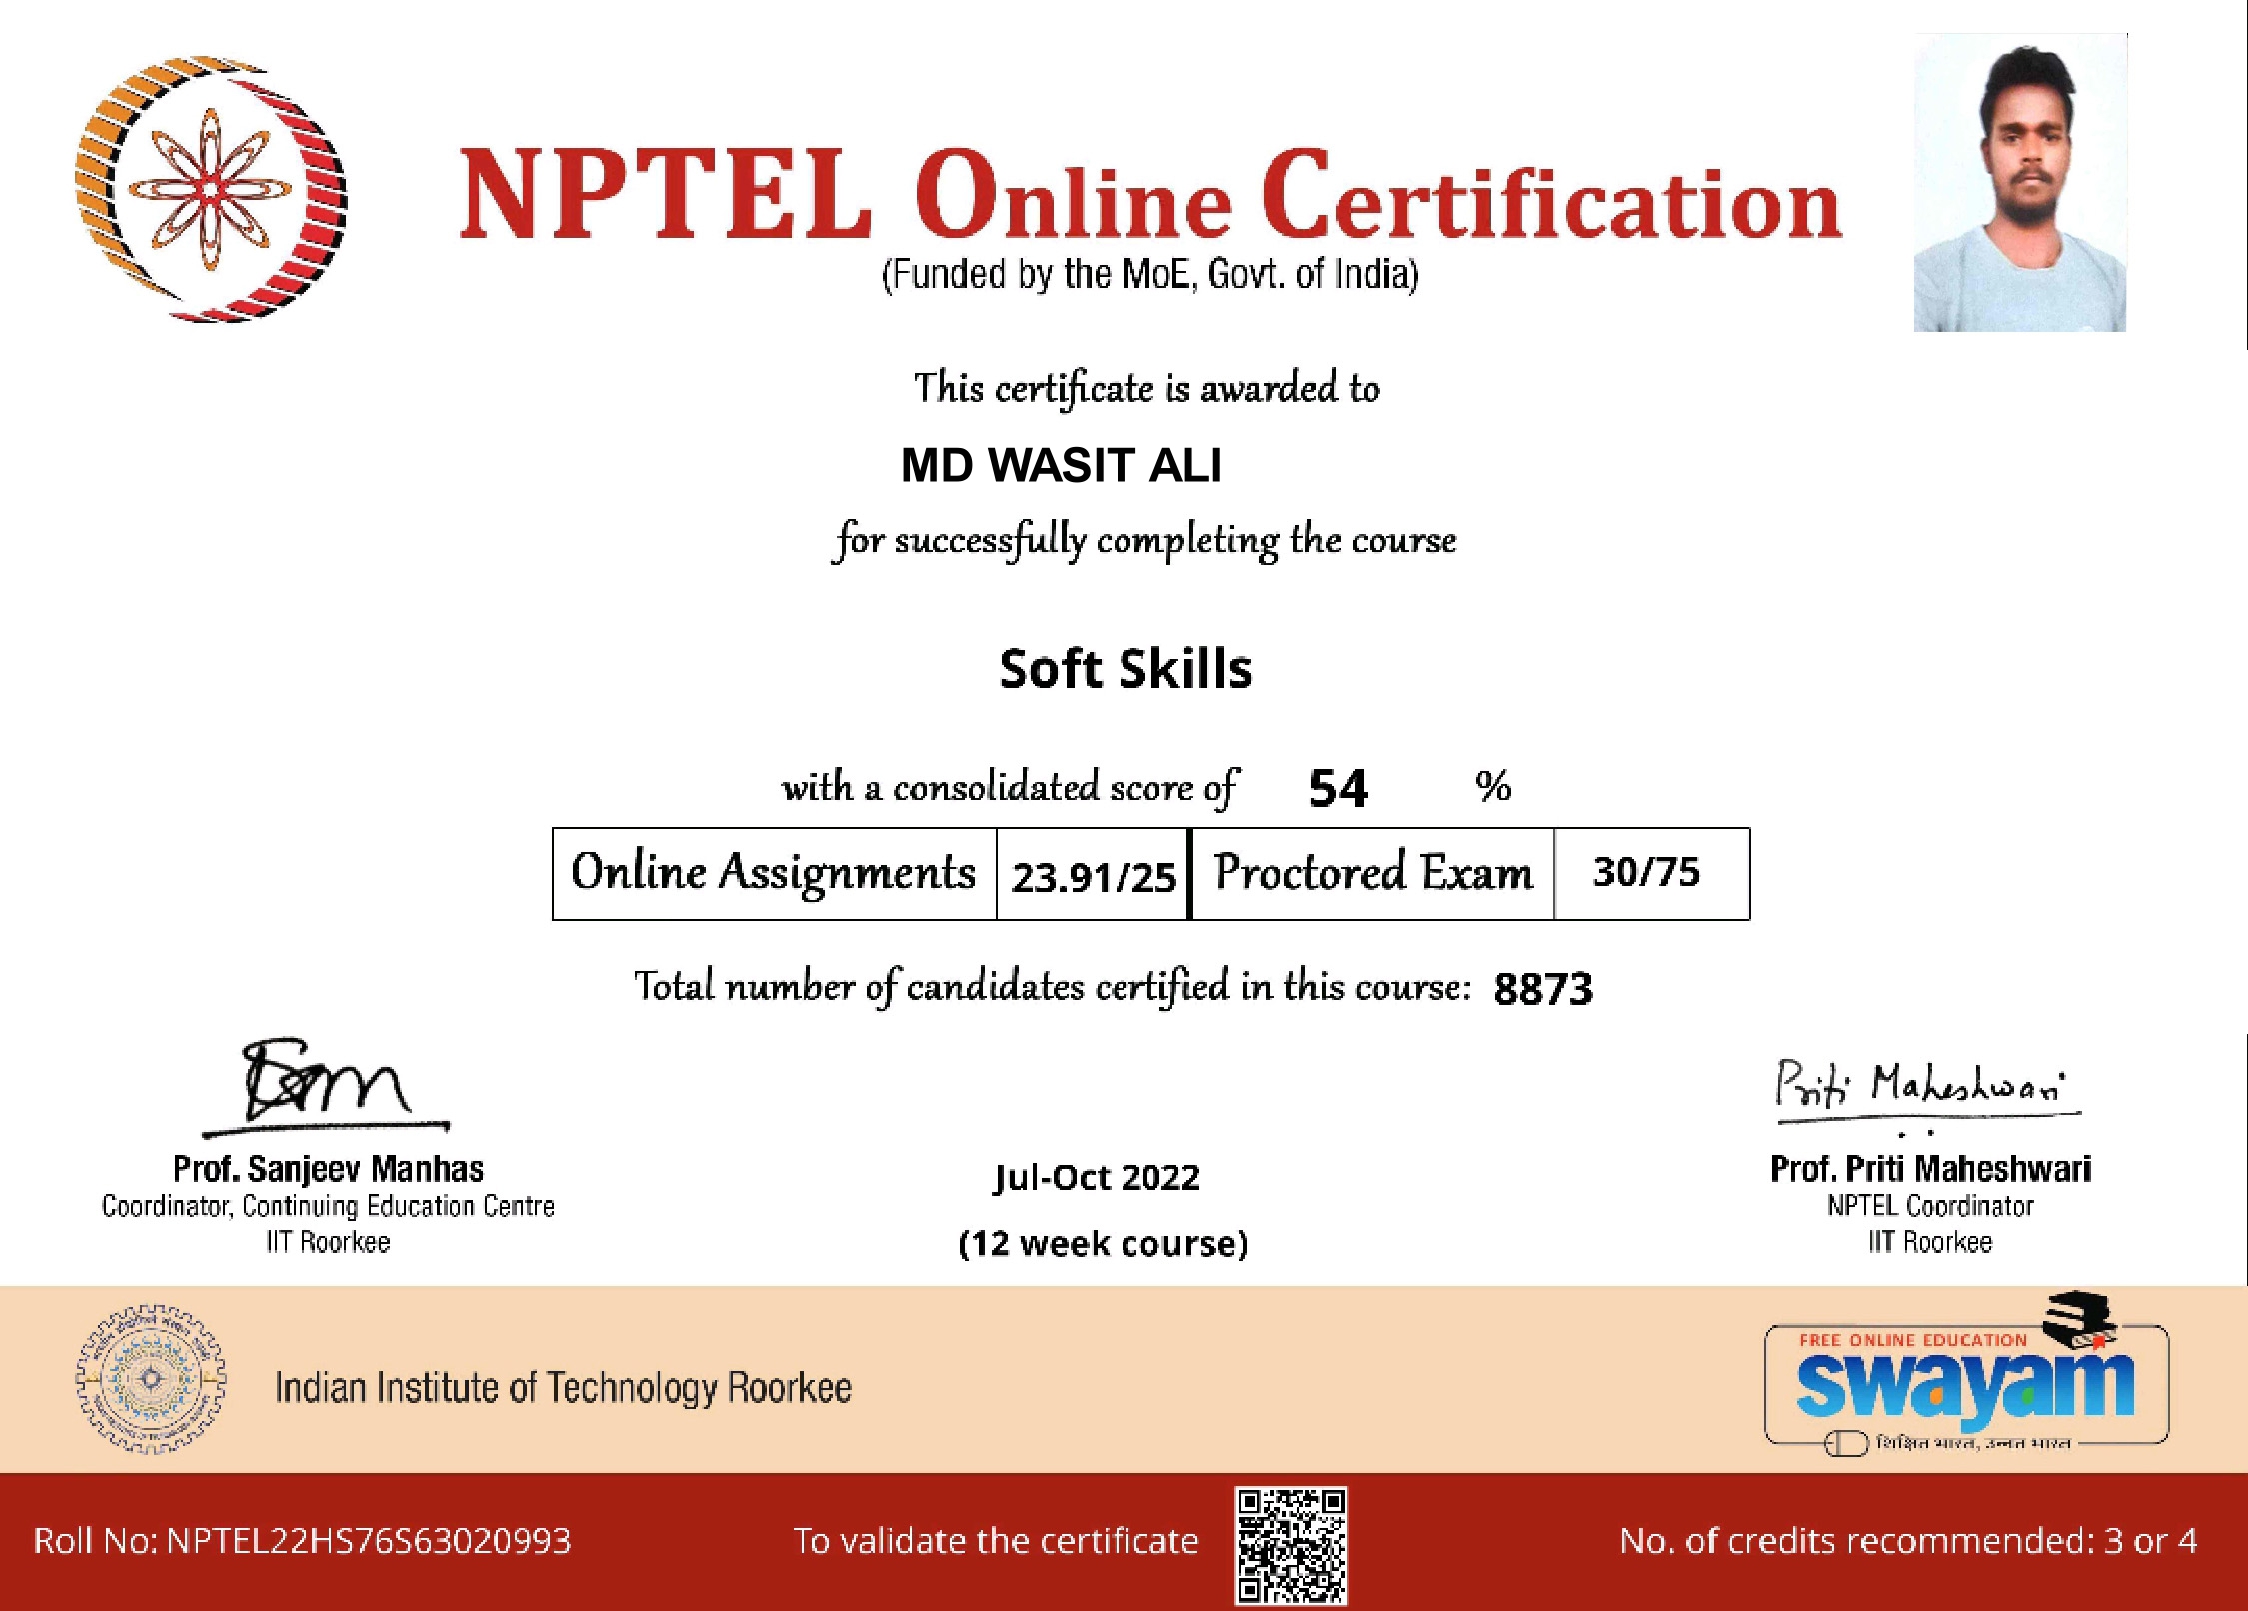 NPTEL Online Certification
(Funded by the MoE, Govt. of India)
This certificate is awarded to
MD WASIT ALI
for successfully completing the course
Soft Skills
with a consolidated score of 54 %
Online Assignments 23.91/25 Proctored Exam 30/75
Total number of candidates certified in this course: 8873
Priti Maheshwari
Prof. Sanjeev Manhas
Coordinator, Continuing Education Centre
IIT Roorkee
Jul-Oct 2022
(12 week course)
Prof. Priti Maheshwari
NPTEL Coordinator
IIT Roorkee
Indian Institute of Technology Roorkee
FREE ONLINE EDUCATION
swayam
शिक्षित भारत, उन्नत भारत
Roll No: NPTEL22HS76S63020993
To validate the certificate
No. of credits recommended: 3 or 4